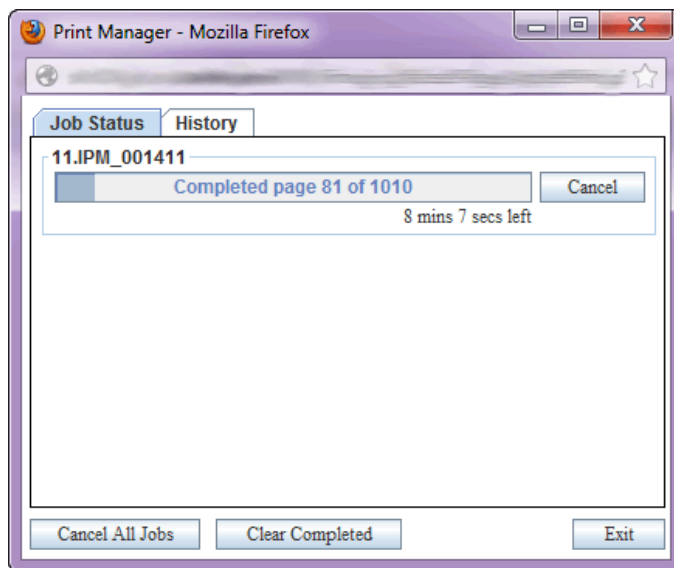 Print Manager - Mozilla Firefox
Job Status History
11.IPM_001411
Completed page 81 of 1010 Cancel
8 mins 7 secs left
Cancel All Jobs Clear Completed Exit